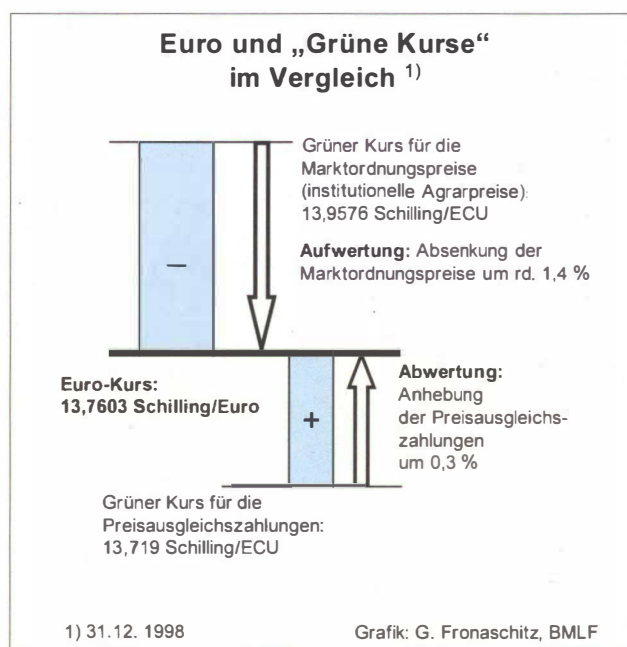 Euro und „Grüne Kurse“
im Vergleich 1)
Grüner Kurs für die
Marktordnungspreise
(institutionelle Agrarpreise):
13,9576 Schilling/ECU
Aufwertung: Absenkung der
Marktordnungspreise um rd. 1,4 %
–
Euro-Kurs:
13,7603 Schilling/Euro
Abwertung:
Anhebung
der Preisausgleichs-
zahlungen
um 0,3 %
+
Grüner Kurs für die
Preisausgleichszahlungen:
13,719 Schilling/ECU
1) 31.12. 1998
Grafik: G. Fronaschitz, BMLF